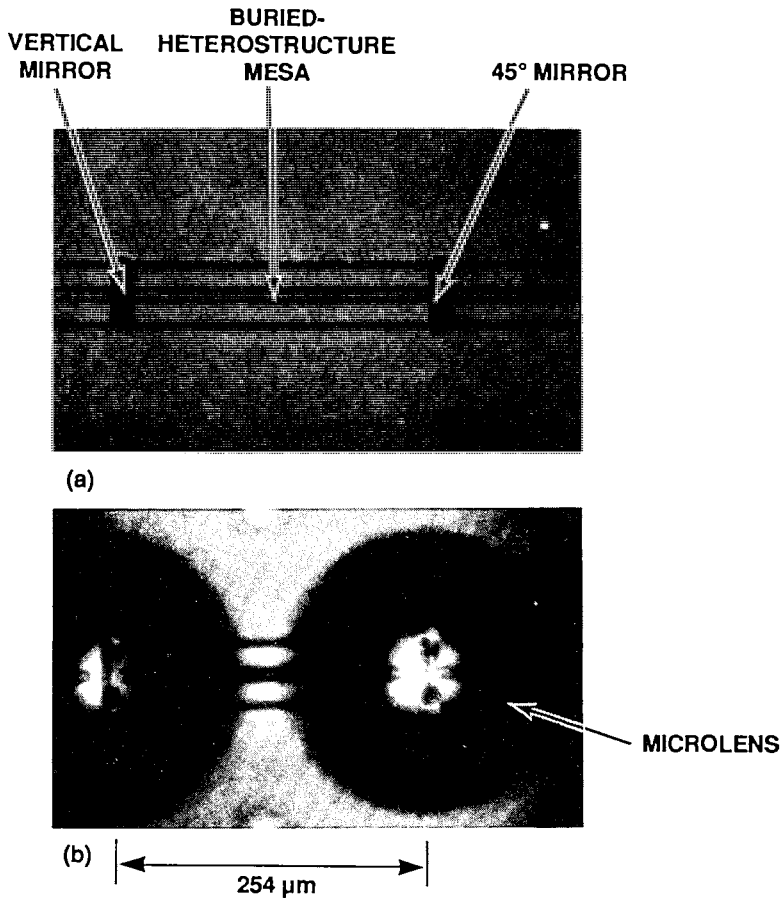 VERTICAL
MIRROR
BURIED-
HETEROSTRUCTURE
MESA
45° MIRROR
(a)
MICROLENS
(b)
254 µm